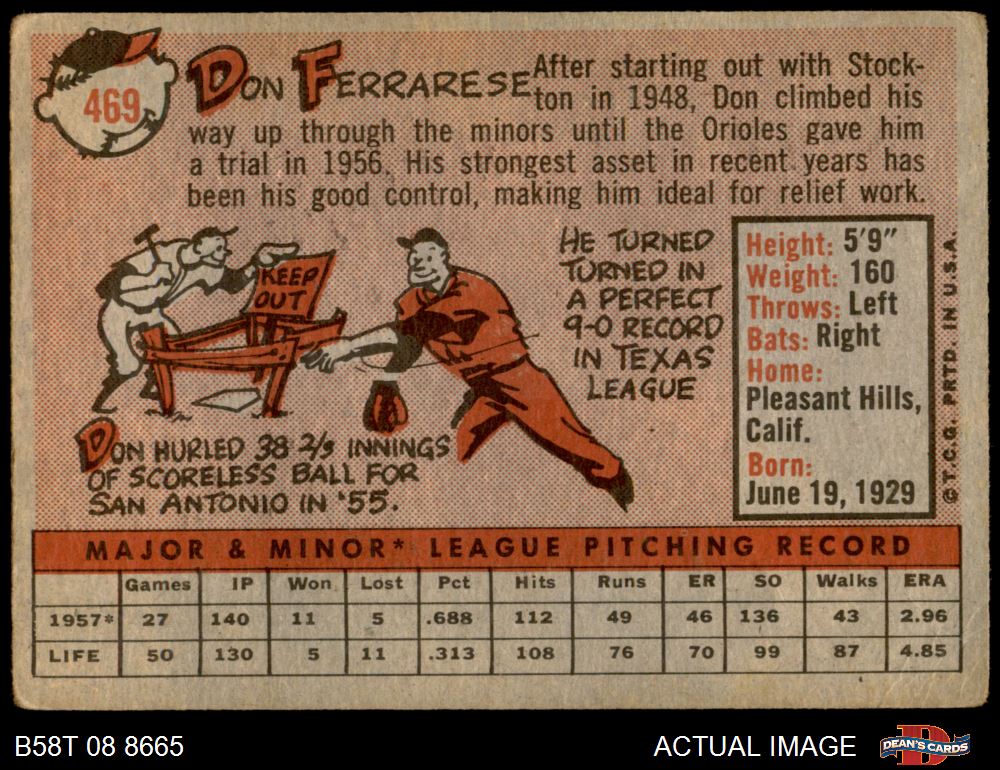 469
DON FERRARESE
After starting out with Stock-
ton in 1948, Don climbed his
way up through the minors until the Orioles gave him
a trial in 1956. His strongest asset in recent years has
been his good control, making him ideal for relief work.
KEEP
OUT
HE TURNED
TURNED IN
A PERFECT
9-0 RECORD
IN TEXAS
LEAGUE
DON HURLED 38 2/3 INNINGS
OF SCORELESS BALL FOR
SAN ANTONIO IN '55.
Height: 5'9"
Weight: 160
Throws: Left
Bats: Right
Home:
Pleasant Hills,
Calif.
Born:
June 19, 1929
© T.C.G. PRTD. IN U.S.A.
MAJOR & MINOR* LEAGUE PITCHING RECORD
Games IP Won Lost Pct Hits Runs ER SO Walks ERA
1957* 27 140 11 5 .688 112 49 46 136 43 2.96
LIFE 50 130 5 11 .313 108 76 70 99 87 4.85
B58T 08 8665
ACTUAL IMAGE
DEAN'S CARDS